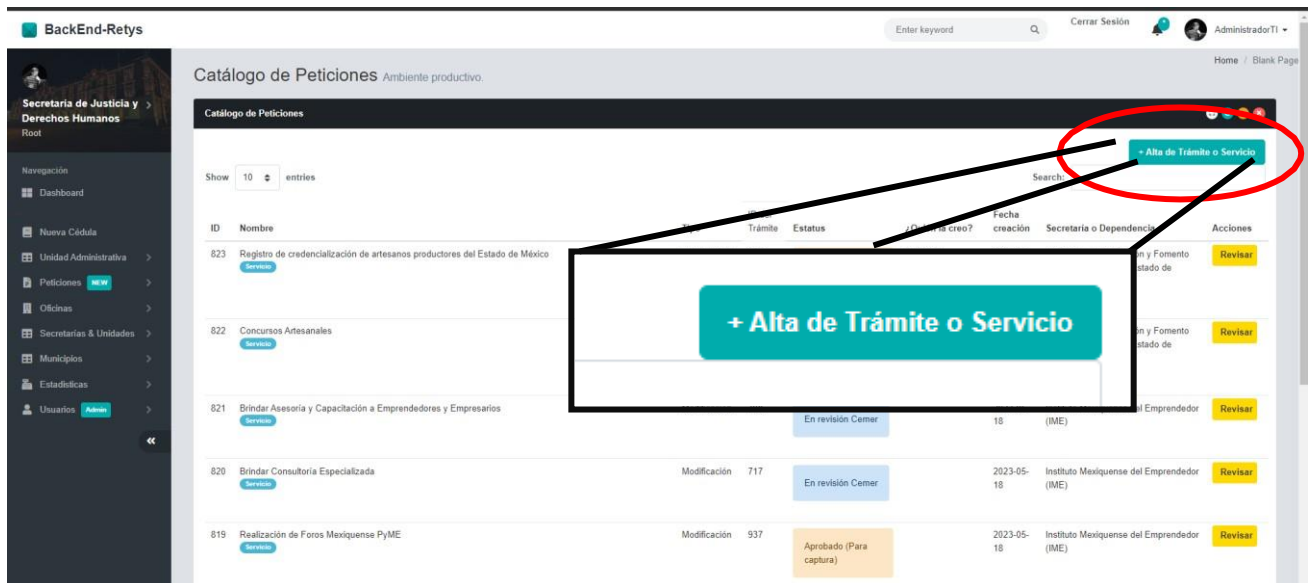 BackEnd-Retys
Enter keyword
Cerrar Sesión
AdministradorTI
Home / Blank Page
Secretaría de Justicia y
Derechos Humanos
Root
Navegación
Dashboard
Nueva Cédula
Unidad Administrativa
Peticiones NEW
Oficinas
Secretarías & Unidades
Municipios
Estadísticas
Usuarios Admin
Catálogo de Peticiones Ambiente productivo.
Catálogo de Peticiones
+ Alta de Trámite o Servicio
Show 10 entries
Search:
ID Nombre Trámite Estatus la creo? Fecha creación Secretaría o Dependencia Acciones
823 Registro de credencialización de artesanos productores del Estado de México y Fomento Revisar
Servicio
822 Concursos Artesanales y Fomento Revisar
Servicio
+ Alta de Trámite o Servicio
821 Brindar Asesoría y Capacitación a Emprendedores y Empresarios Emprendedor Revisar
Servicio En revisión Cemer 18 (IME)
820 Brindar Consultoría Especializada Modificación 717 2023-05- Instituto Mexiquense del Emprendedor Revisar
Servicio En revisión Cemer 18 (IME)
819 Realización de Foros Mexiquense PyME Modificación 937 2023-05- Instituto Mexiquense del Emprendedor Revisar
Servicio Aprobado (Para 18 (IME)
captura)